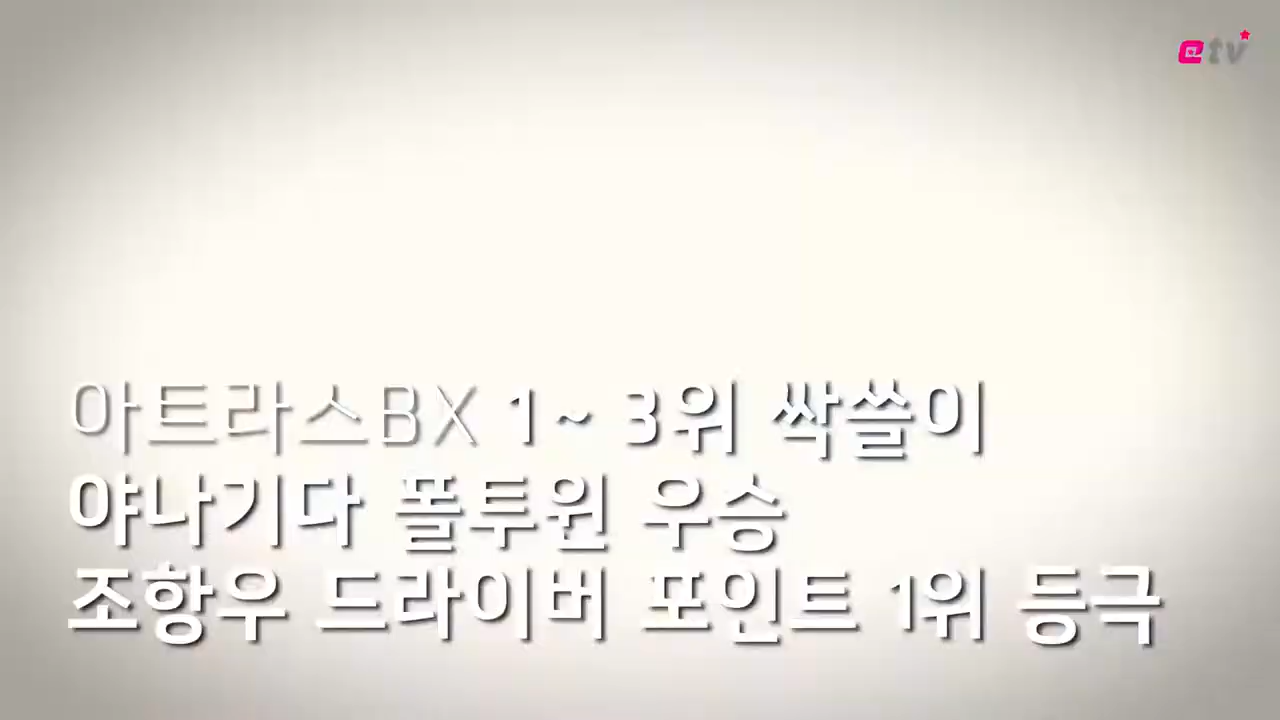 etv
아트라스BX 1~ 3위 싹쓸이
야나기다 폴투윈 우승
조항우 드라이버 포인트 1위 등극